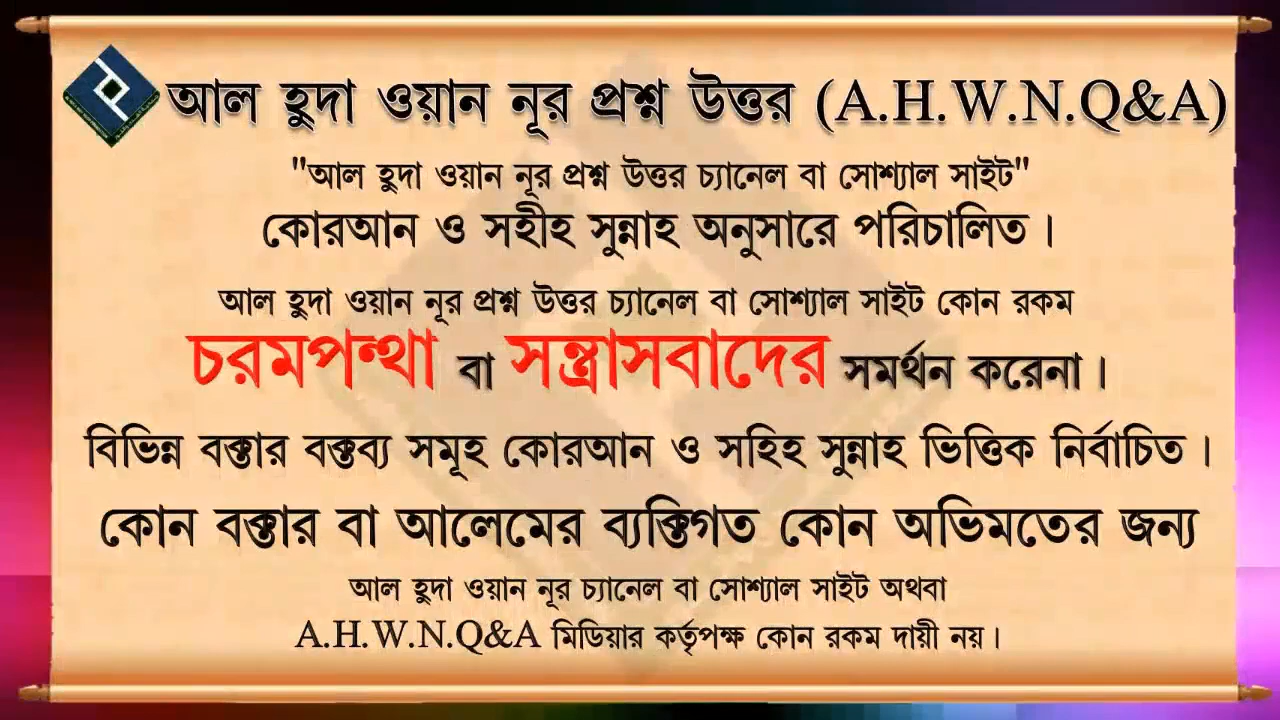 আল হুদা ওয়ান নূর প্রশ্ন উত্তর (A.H.W.N.Q&A)
"আল হুদা ওয়ান নূর প্রশ্ন উত্তর চ্যানেল বা সোশ্যাল সাইট"
কোরআন ও সহীহ সুন্নাহ অনুসারে পরিচালিত।
আল হুদা ওয়ান নূর প্রশ্ন উত্তর চ্যানেল বা সোশ্যাল সাইট কোন রকম
চরমপন্থা বা সন্ত্রাসবাদের সমর্থন করেনা।
বিভিন্ন বক্তার বক্তব্য সমূহ কোরআন ও সহিহ সুন্নাহ ভিত্তিক নির্বাচিত।
কোন বক্তার বা আলেমের ব্যক্তিগত কোন অভিমতের জন্য
আল হুদা ওয়ান নূর চ্যানেল বা সোশ্যাল সাইট অথবা
A.H.W.N.Q&A মিডিয়ার কর্তৃপক্ষ কোন রকম দায়ী নয়।